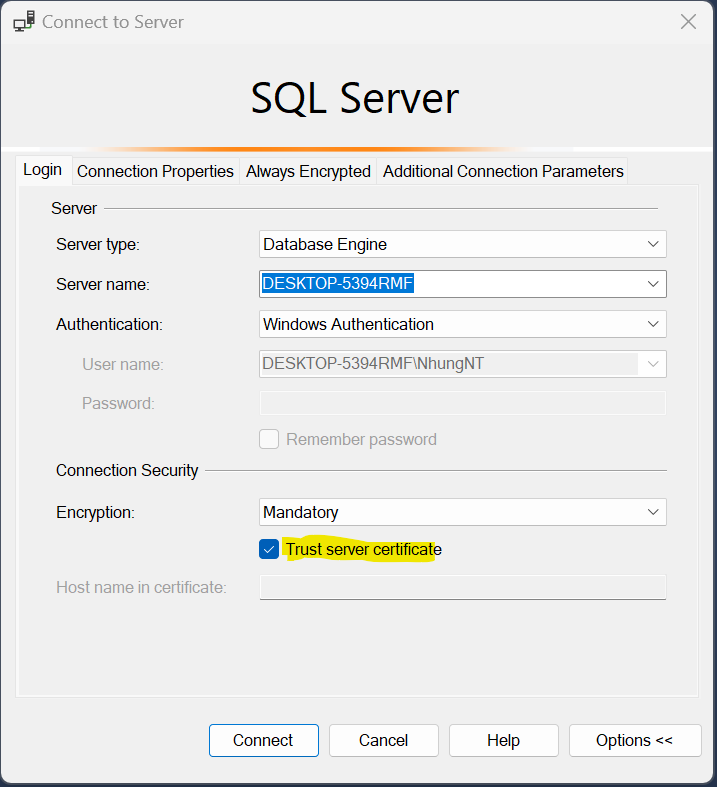 Connect to Server
SQL Server
Login Connection Properties Always Encrypted Additional Connection Parameters
Server
Server type: Database Engine
Server name: DESKTOP-5394RMF
Authentication: Windows Authentication
User name: DESKTOP-5394RMF\NhungNT
Password:
Remember password
Connection Security
Encryption: Mandatory
Trust server certificate
Host name in certificate:
Connect Cancel Help Options <<